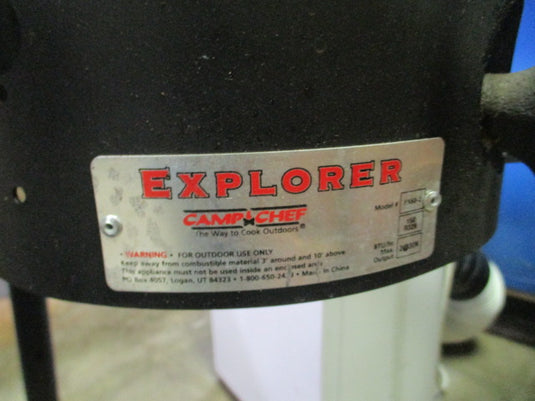 EXPLORER
CAMP CHEF
The Way to Cook Outdoors®
Model #
• WARNING • FOR OUTDOOR USE ONLY
Keep away from combustible material 3' around and 10' above
This appliance must not be used inside an enclosed area
PO Box 4057, Logan, UT 84323 • 1-800-650-2433 • Made in China
BTU/hr.
Max.
Output